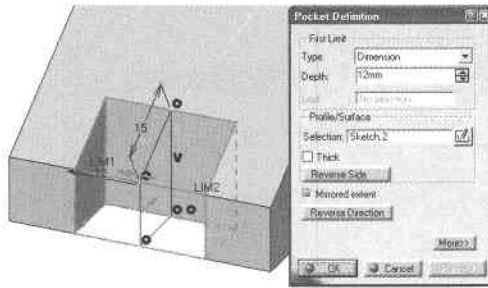 Pocket Definition
First Limit
Type: Dimension
Depth: 12mm
Limit: No selection
Profile/Surface
Selection: Sketch.2
Thick
Reverse Side
Mirrored extent
Reverse Direction
More>>
OK Cancel
15
LIM1
LIM2
V